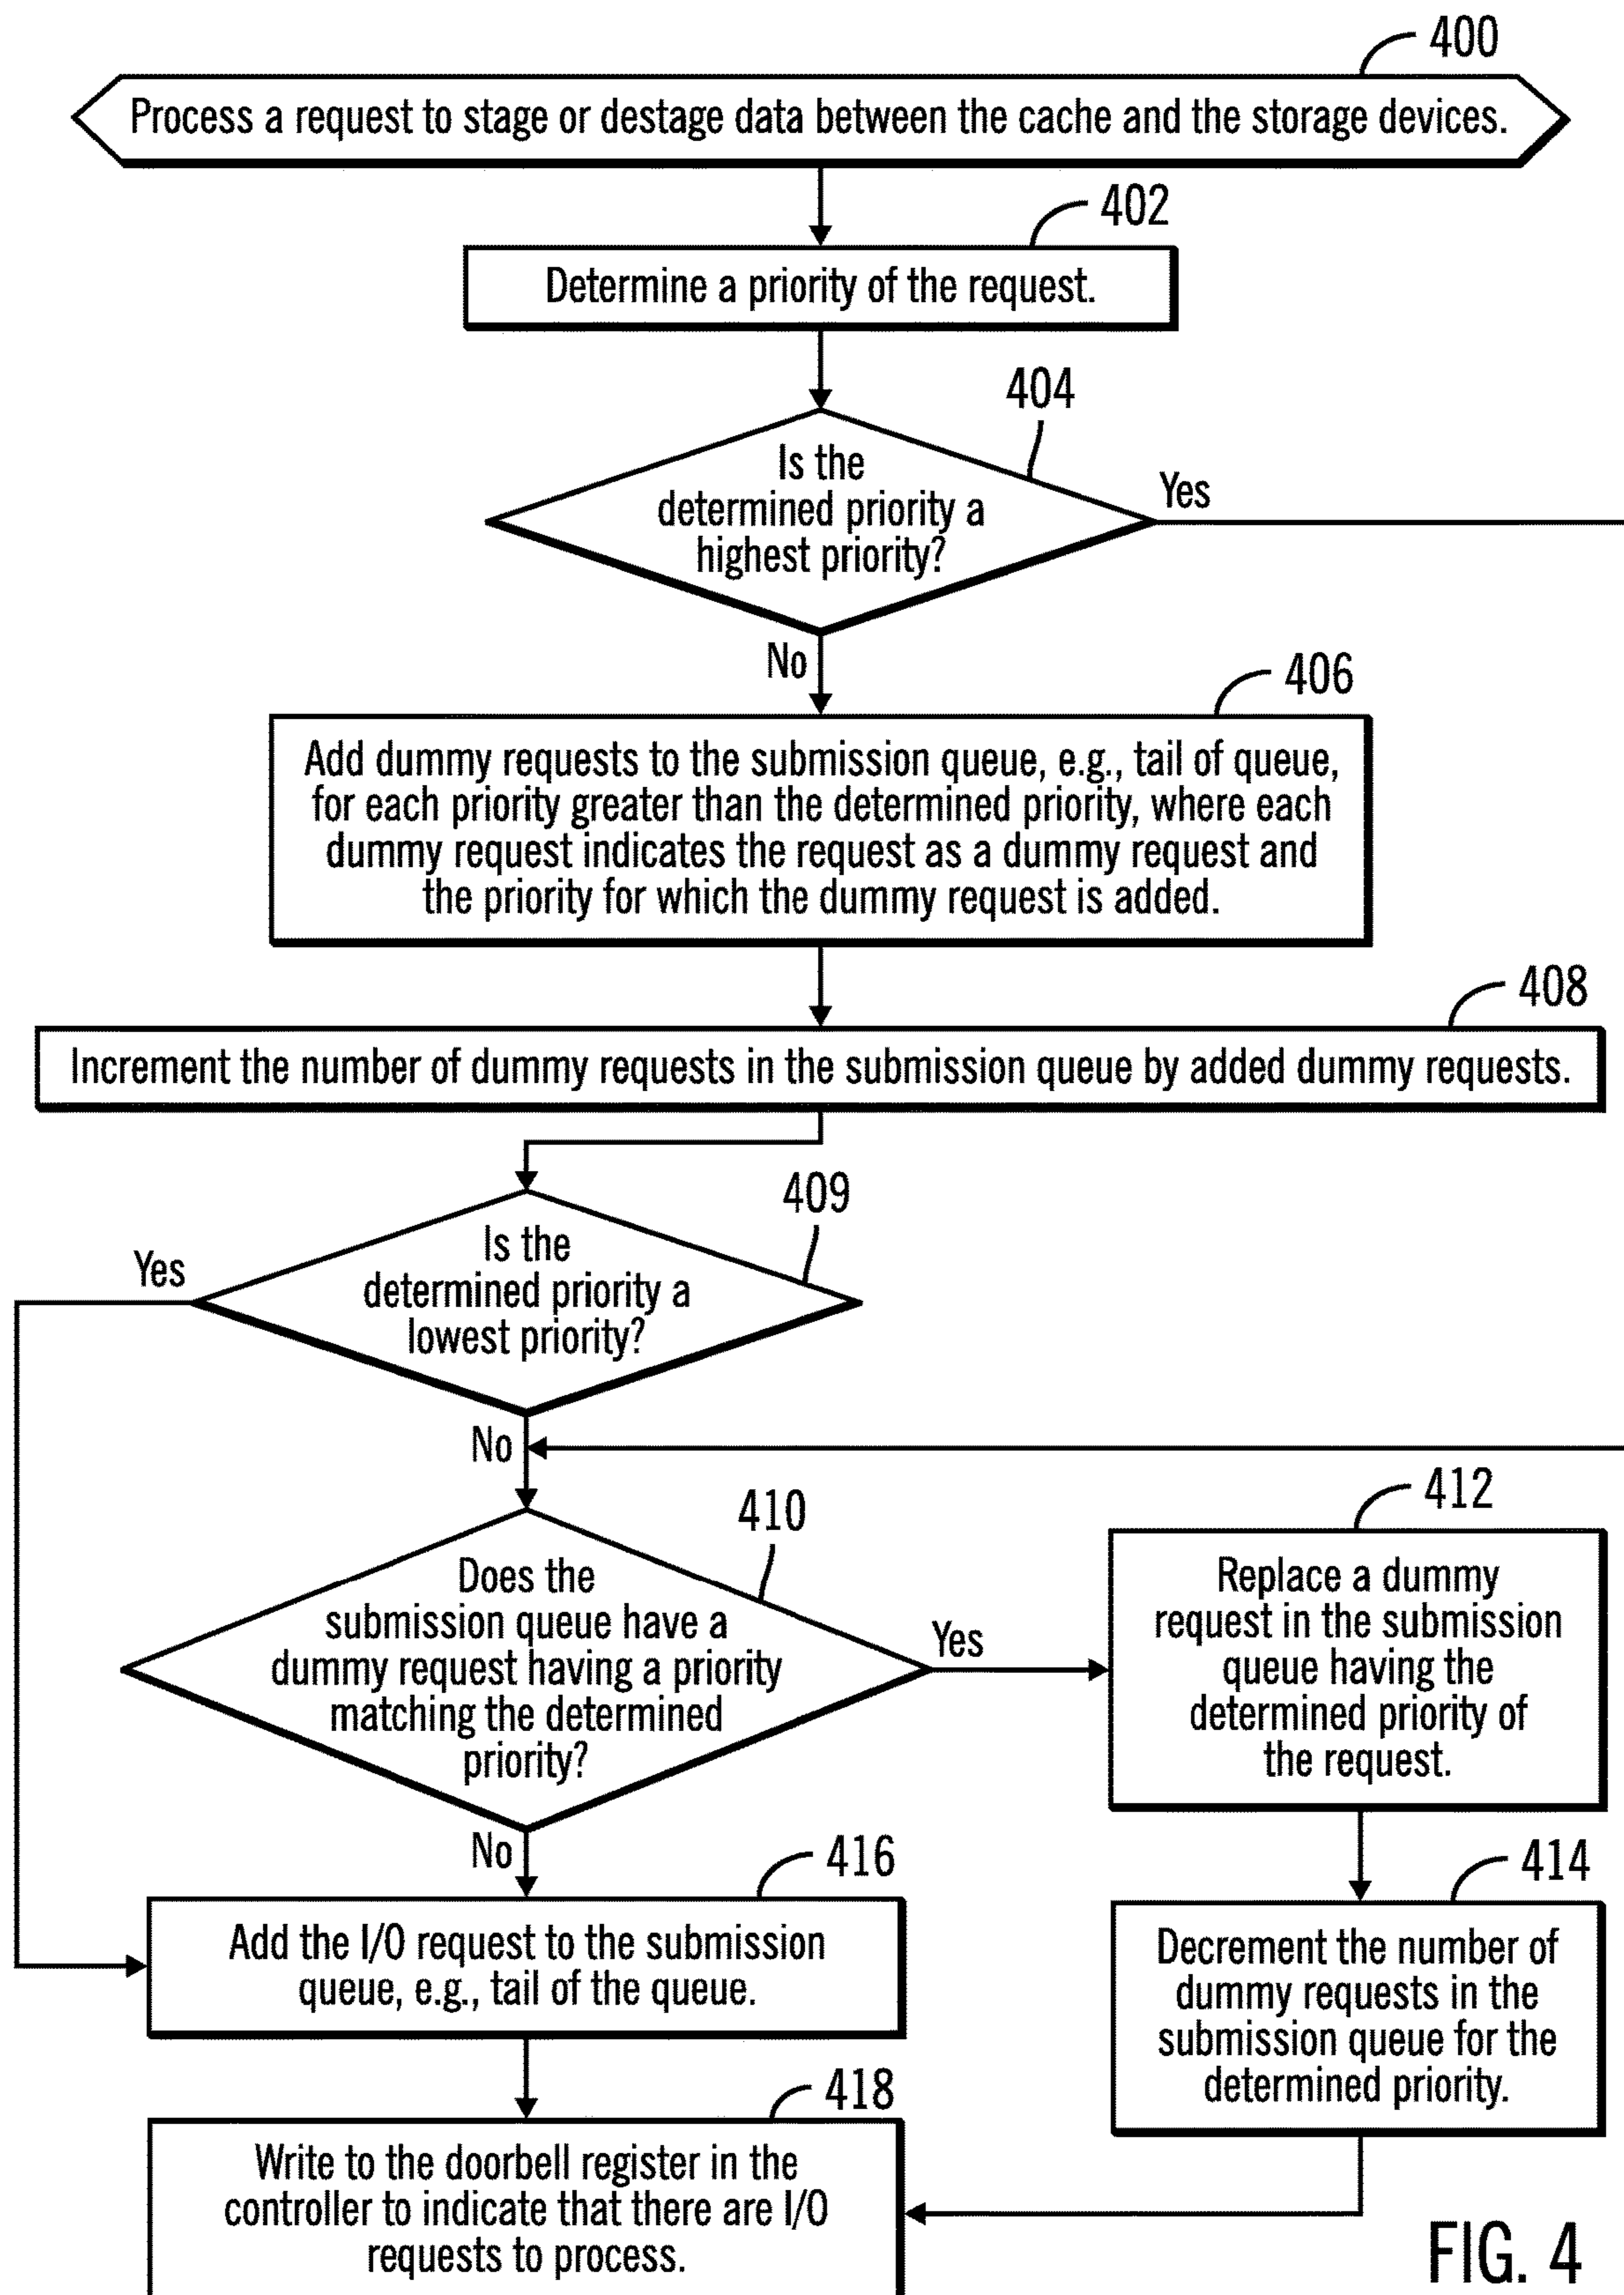 400
Process a request to stage or destage data between the cache and the storage devices.
402
Determine a priority of the request.
404
Is the
determined priority a
highest priority?
Yes
No
406
Add dummy requests to the submission queue, e.g., tail of queue,
for each priority greater than the determined priority, where each
dummy request indicates the request as a dummy request and
the priority for which the dummy request is added.
408
Increment the number of dummy requests in the submission queue by added dummy requests.
409
Is the
determined priority a
lowest priority?
Yes
No
410
Does the
submission queue have a
dummy request having a priority
matching the determined
priority?
Yes
No
412
Replace a dummy
request in the submission
queue having the
determined priority of
the request.
414
Decrement the number of
dummy requests in the
submission queue for the
determined priority.
416
Add the I/O request to the submission
queue, e.g., tail of the queue.
418
Write to the doorbell register in the
controller to indicate that there are I/O
requests to process.
FIG. 4